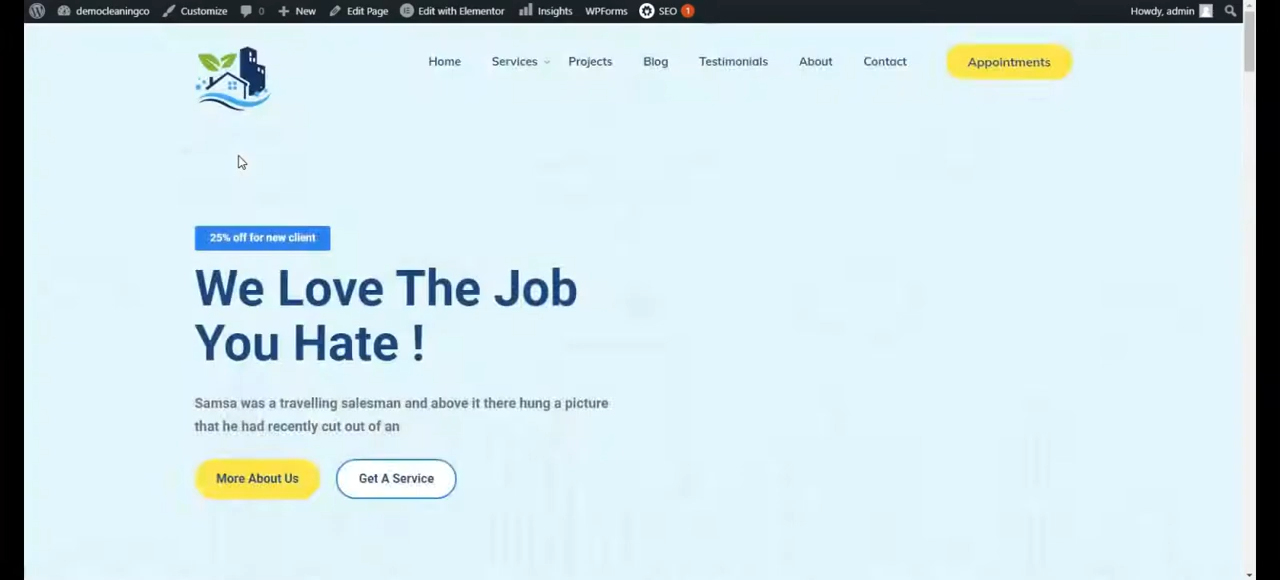 democleaningco Customize 0 New Edit Page Edit with Elementor Insights WPForms SEO 1 Howdy, admin
Home Services Projects Blog Testimonials About Contact Appointments
25% off for new client
We Love The Job
You Hate !
Samsa was a travelling salesman and above it there hung a picture
that he had recently cut out of an
More About Us Get A Service